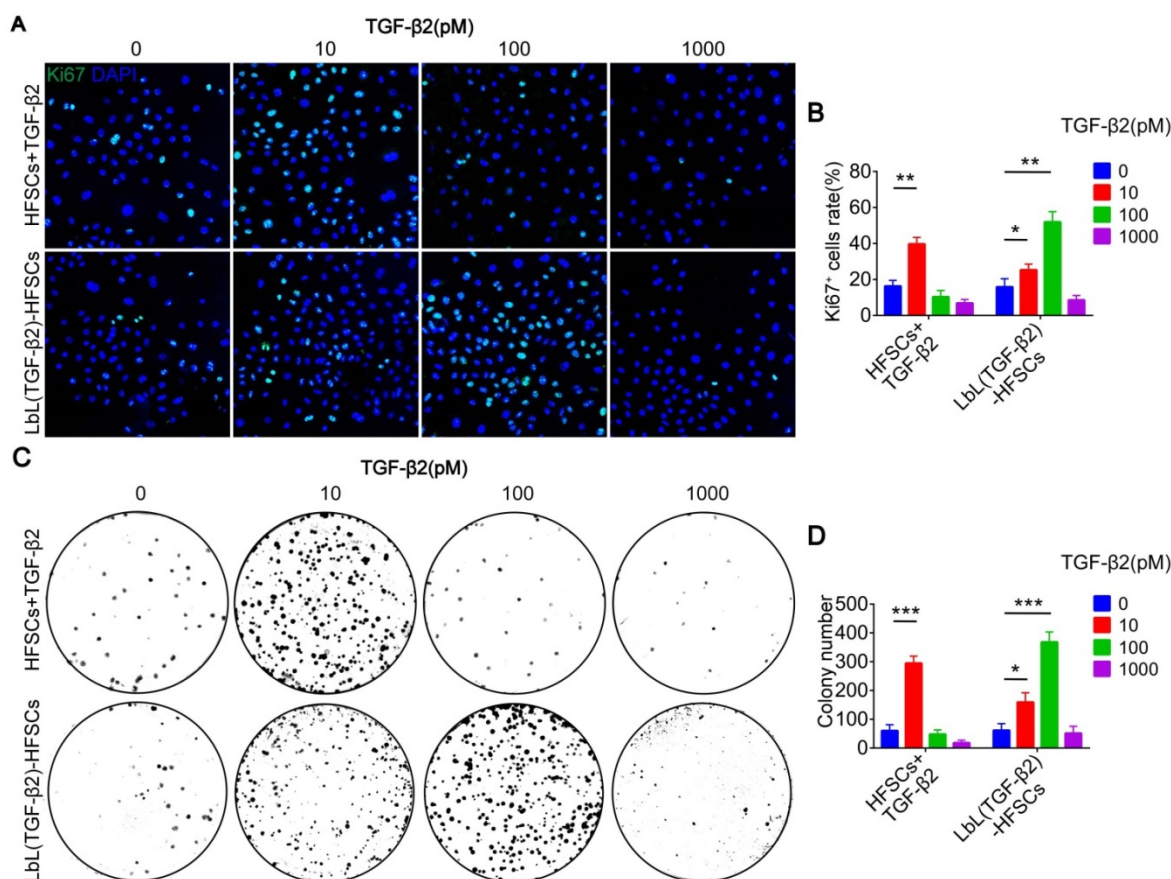 A
TGF-β2(pM)
0 10 100 1000
Ki67 DAPI
HFSCs+TGF-β2
LbL(TGF-β2)-HFSCs
B
TGF-β2(pM)
0
10
100
1000
Ki67⁺ cells rate(%)
80
60
40
20
0
**
*
**
HFSCs+
TGF-β2
LbL(TGF-β2)
-HFSCs
C
TGF-β2(pM)
0 10 100 1000
HFSCs+TGF-β2
LbL(TGF-β2)-HFSCs
D
TGF-β2(pM)
0
10
100
1000
Colony number
500
400
300
200
100
0
***
*
***
HFSCs+
TGF-β2
LbL(TGF-β2)
-HFSCs